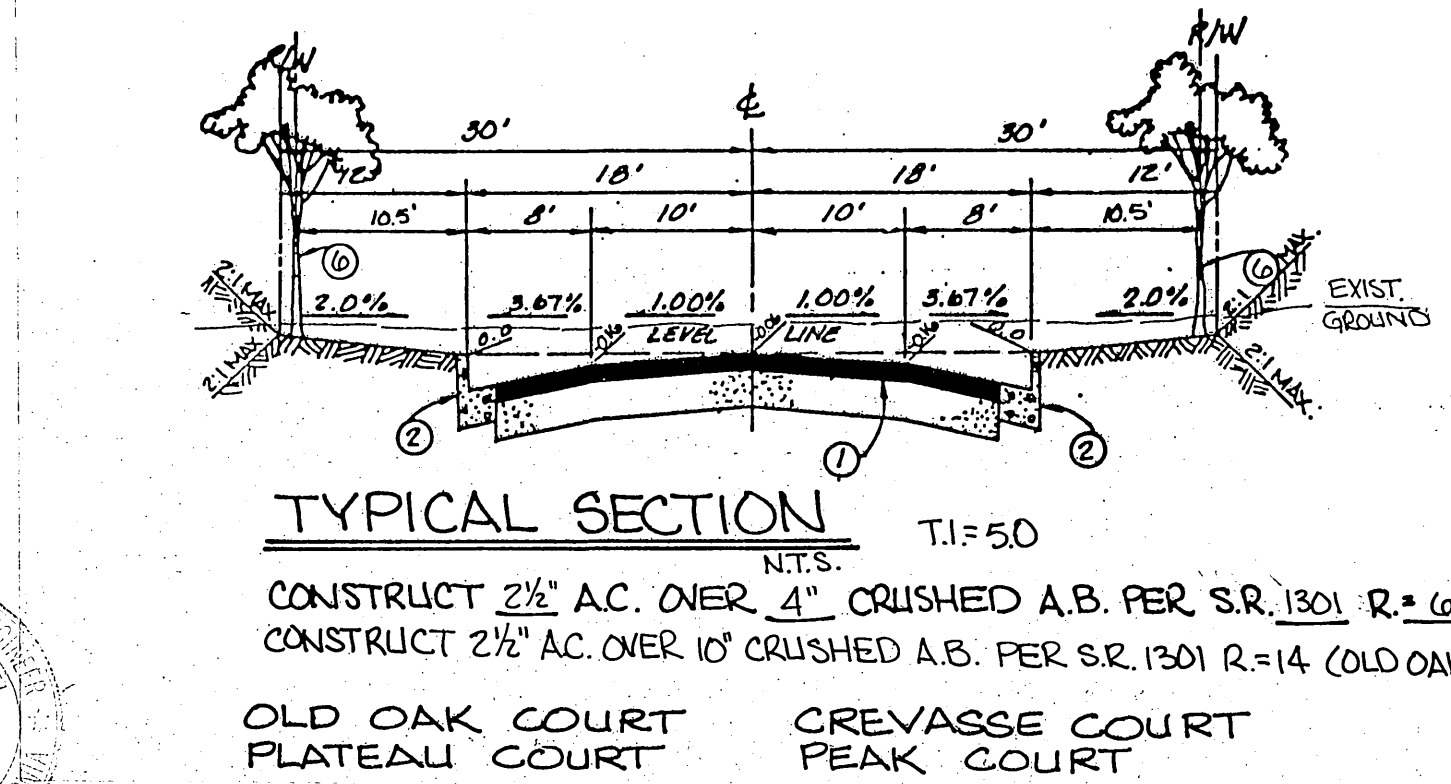 R/W R/W
℄
30' 30'
12' 18' 18' 12'
10.5' 8' 10' 10' 8' 10.5'
6 6
2:1 MAX 2:1 MAX.
2.0% 3.67% 1.00% 1.00% 3.67% 2.0%
EXIST.
GROUND
0.0 LEVEL LINE 0.0
2:1 MAX 2:1 MAX.
2 1 2
TYPICAL SECTION
T.I.=5.0
N.T.S.
CONSTRUCT 2½" A.C. OVER 4" CRUSHED A.B. PER S.R. 1301 R.=
CONSTRUCT 2½" A.C. OVER 10" CRUSHED A.B. PER S.R. 1301 R.=14 (OLD OAK
OLD OAK COURT CREVASSE COURT
PLATEAU COURT PEAK COURT